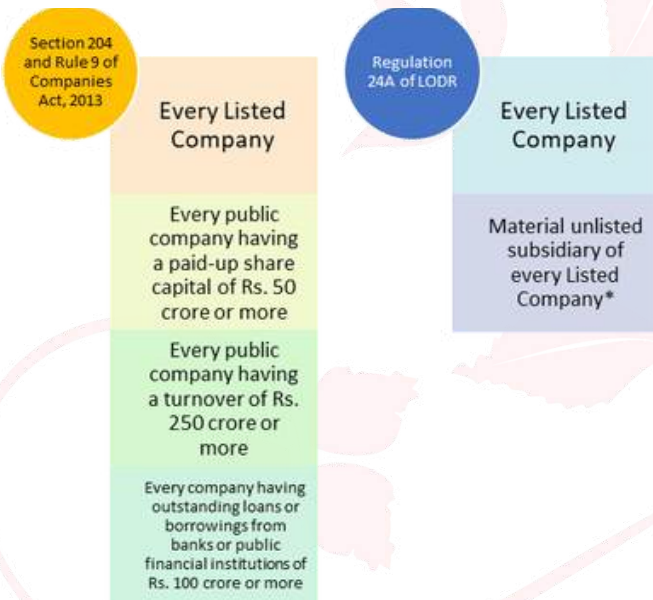 Section 204
and Rule 9 of
Companies
Act, 2013
Every Listed
Company
Every public
company having
a paid-up share
capital of Rs. 50
crore or more
Every public
company having
a turnover of Rs.
250 crore or
more
Every company having
outstanding loans or
borrowings from
banks or public
financial institutions of
Rs. 100 crore or more
Regulation
24A of LODR
Every Listed
Company
Material unlisted
subsidiary of
every Listed
Company*